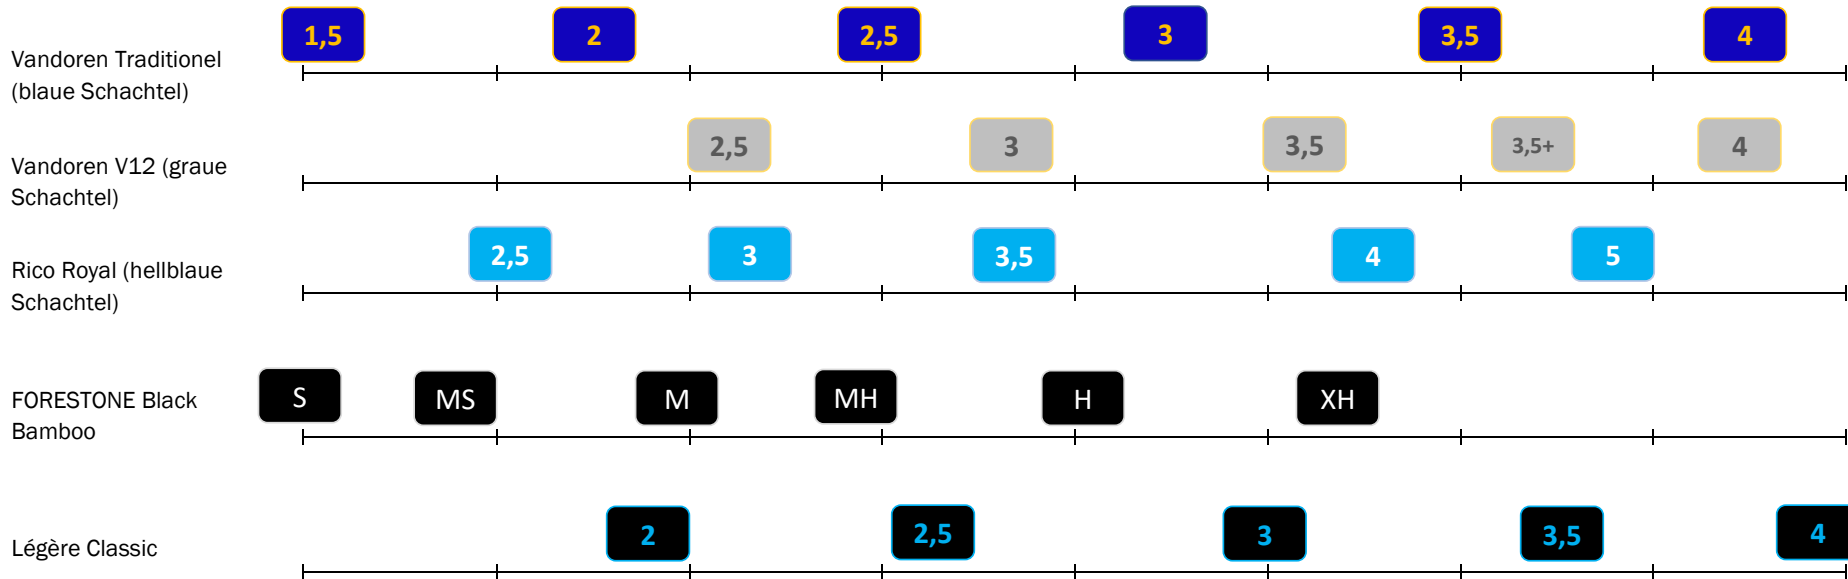 1,5 2 2,5 3 3,5 4
Vandoren Traditionel
(blaue Schachtel)
2,5 3 3,5 3,5+ 4
Vandoren V12 (graue
Schachtel)
2,5 3 3,5 4 5
Rico Royal (hellblaue
Schachtel)
S MS M MH H XH
FORESTONE Black
Bamboo
2 2,5 3 3,5 4
Légère Classic